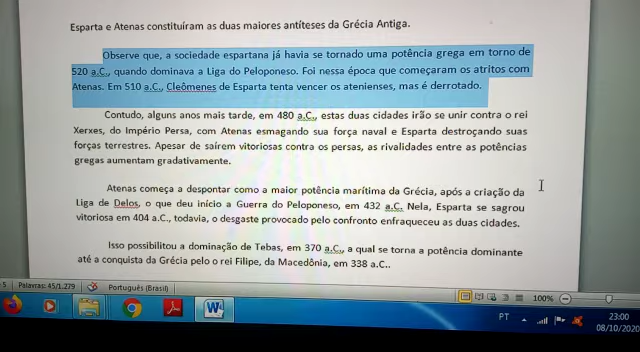 Esparta e Atenas constituíram as duas maiores antíteses da Grécia Antiga.
Observe que, a sociedade espartana já havia se tornado uma potência grega em torno de
520 a.C., quando dominava a Liga do Peloponeso. Foi nessa época que começaram os atritos com
Atenas. Em 510 a.C., Cleômenes de Esparta tenta vencer os atenienses, mas é derrotado.
Contudo, alguns anos mais tarde, em 480 a.C., estas duas cidades irão se unir contra o rei
Xerxes, do Império Persa, com Atenas esmagando sua força naval e Esparta destroçando suas
forças terrestres. Apesar de saírem vitoriosas contra os persas, as rivalidades entre as potências
gregas aumentam gradativamente.
Atenas começa a despontar como a maior potência marítima da Grécia, após a criação da
Liga de Delos, o que deu início a Guerra do Peloponeso, em 432 a.C. Nela, Esparta se sagrou
vitoriosa em 404 a.C., todavia, o desgaste provocado pelo confronto enfraqueceu as duas cidades.
Isso possibilitou a dominação de Tebas, em 370 a.C., a qual se torna a potência dominante
até a conquista da Grécia pelo o rei Filipe, da Macedônia, em 338 a.C..
5 Palavras: 45/1.279 Português (Brasil) 100%
W PT 23:00
08/10/2020